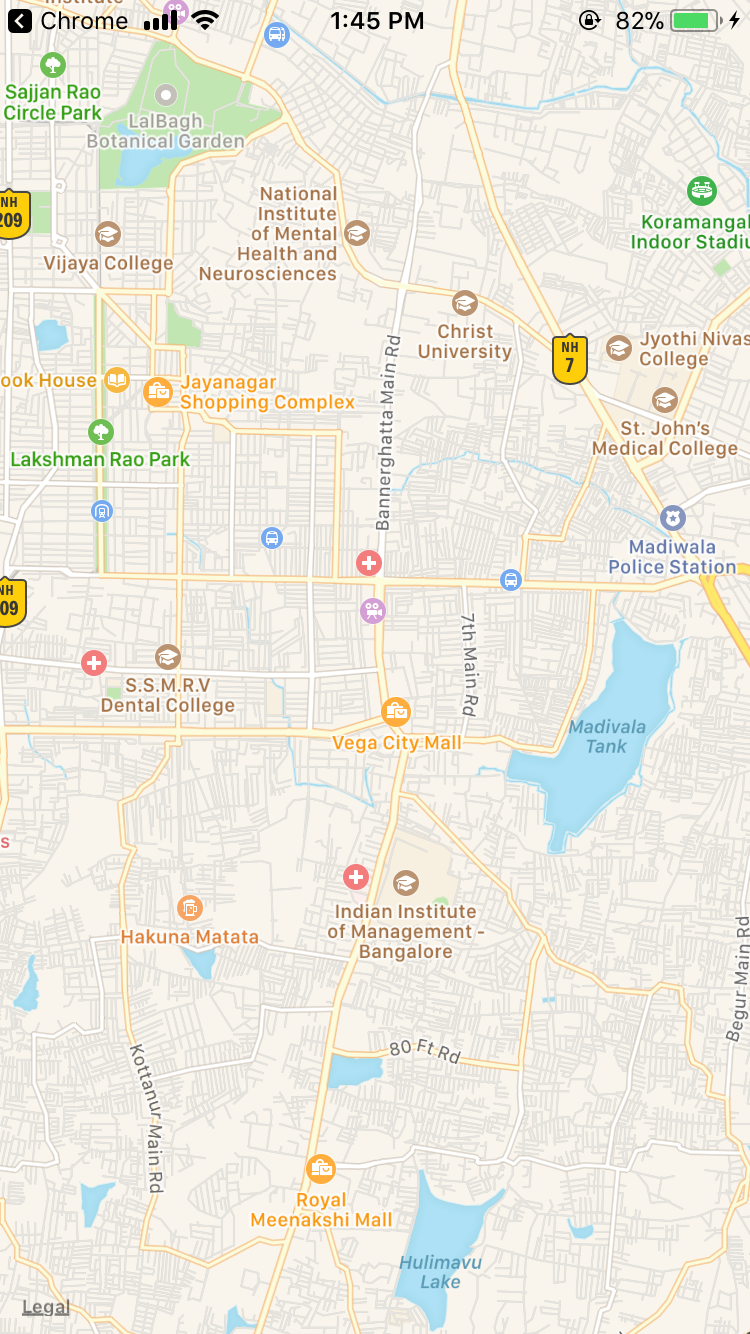 Institute
Chrome
1:45 PM
82%
Sajjan Rao
Circle Park
LalBagh
Botanical Garden
NH
209
National
Institute
of Mental
Health and
Neurosciences
Koramangal
Indoor Stadiu
Vijaya College
Christ
University
NH
7
Jyothi Nivas
College
Bannerghatta Main Rd
ook House
Jayanagar
Shopping Complex
St. John's
Medical College
Lakshman Rao Park
Madiwala
Police Station
NH
09
7th Main Rd
S.S.M.R.V
Dental College
Vega City Mall
Madivala
Tank
s
Indian Institute
of Management -
Bangalore
Hakuna Matata
Begur Main Rd
80 Ft Rd
Kottanur Main Rd
Royal
Meenakshi Mall
Hulimavu
Lake
Legal